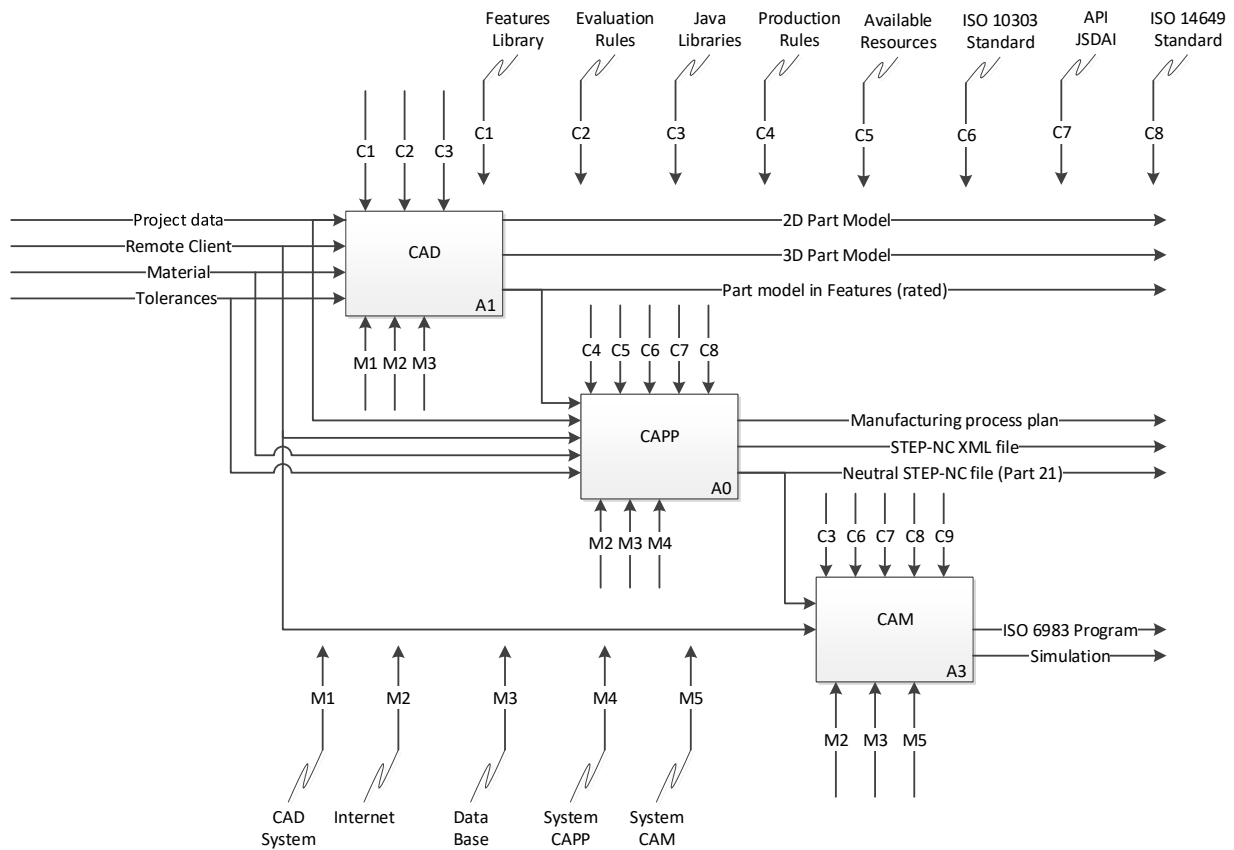 Features
Library
Evaluation
Rules
Java
Libraries
Production
Rules
Available
Resources
ISO 10303
Standard
API
JSDAI
ISO 14649
Standard
C1
C2
C3
C4
C5
C6
C7
C8
C1
C2
C3
Project data
Remote Client
Material
Tolerances
CAD
A1
2D Part Model
3D Part Model
Part model in Features (rated)
M1
M2
M3
C4
C5
C6
C7
C8
CAPP
A0
Manufacturing process plan
STEP-NC XML file
Neutral STEP-NC file (Part 21)
M2
M3
M4
C3
C6
C7
C8
C9
CAM
A3
ISO 6983 Program
Simulation
M2
M3
M5
M1
M2
M3
M4
M5
CAD
System
Internet
Data
Base
System
CAPP
System
CAM